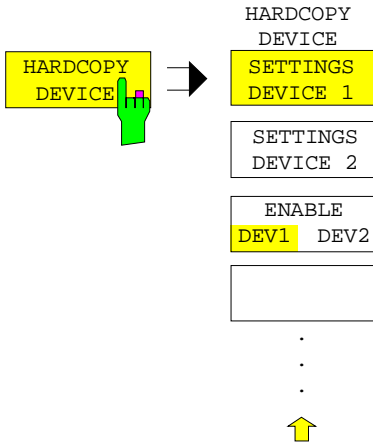 HARDCOPY
DEVICE
HARDCOPY
DEVICE
SETTINGS
DEVICE 1
SETTINGS
DEVICE 2
ENABLE
DEV1 DEV2
.
.
.